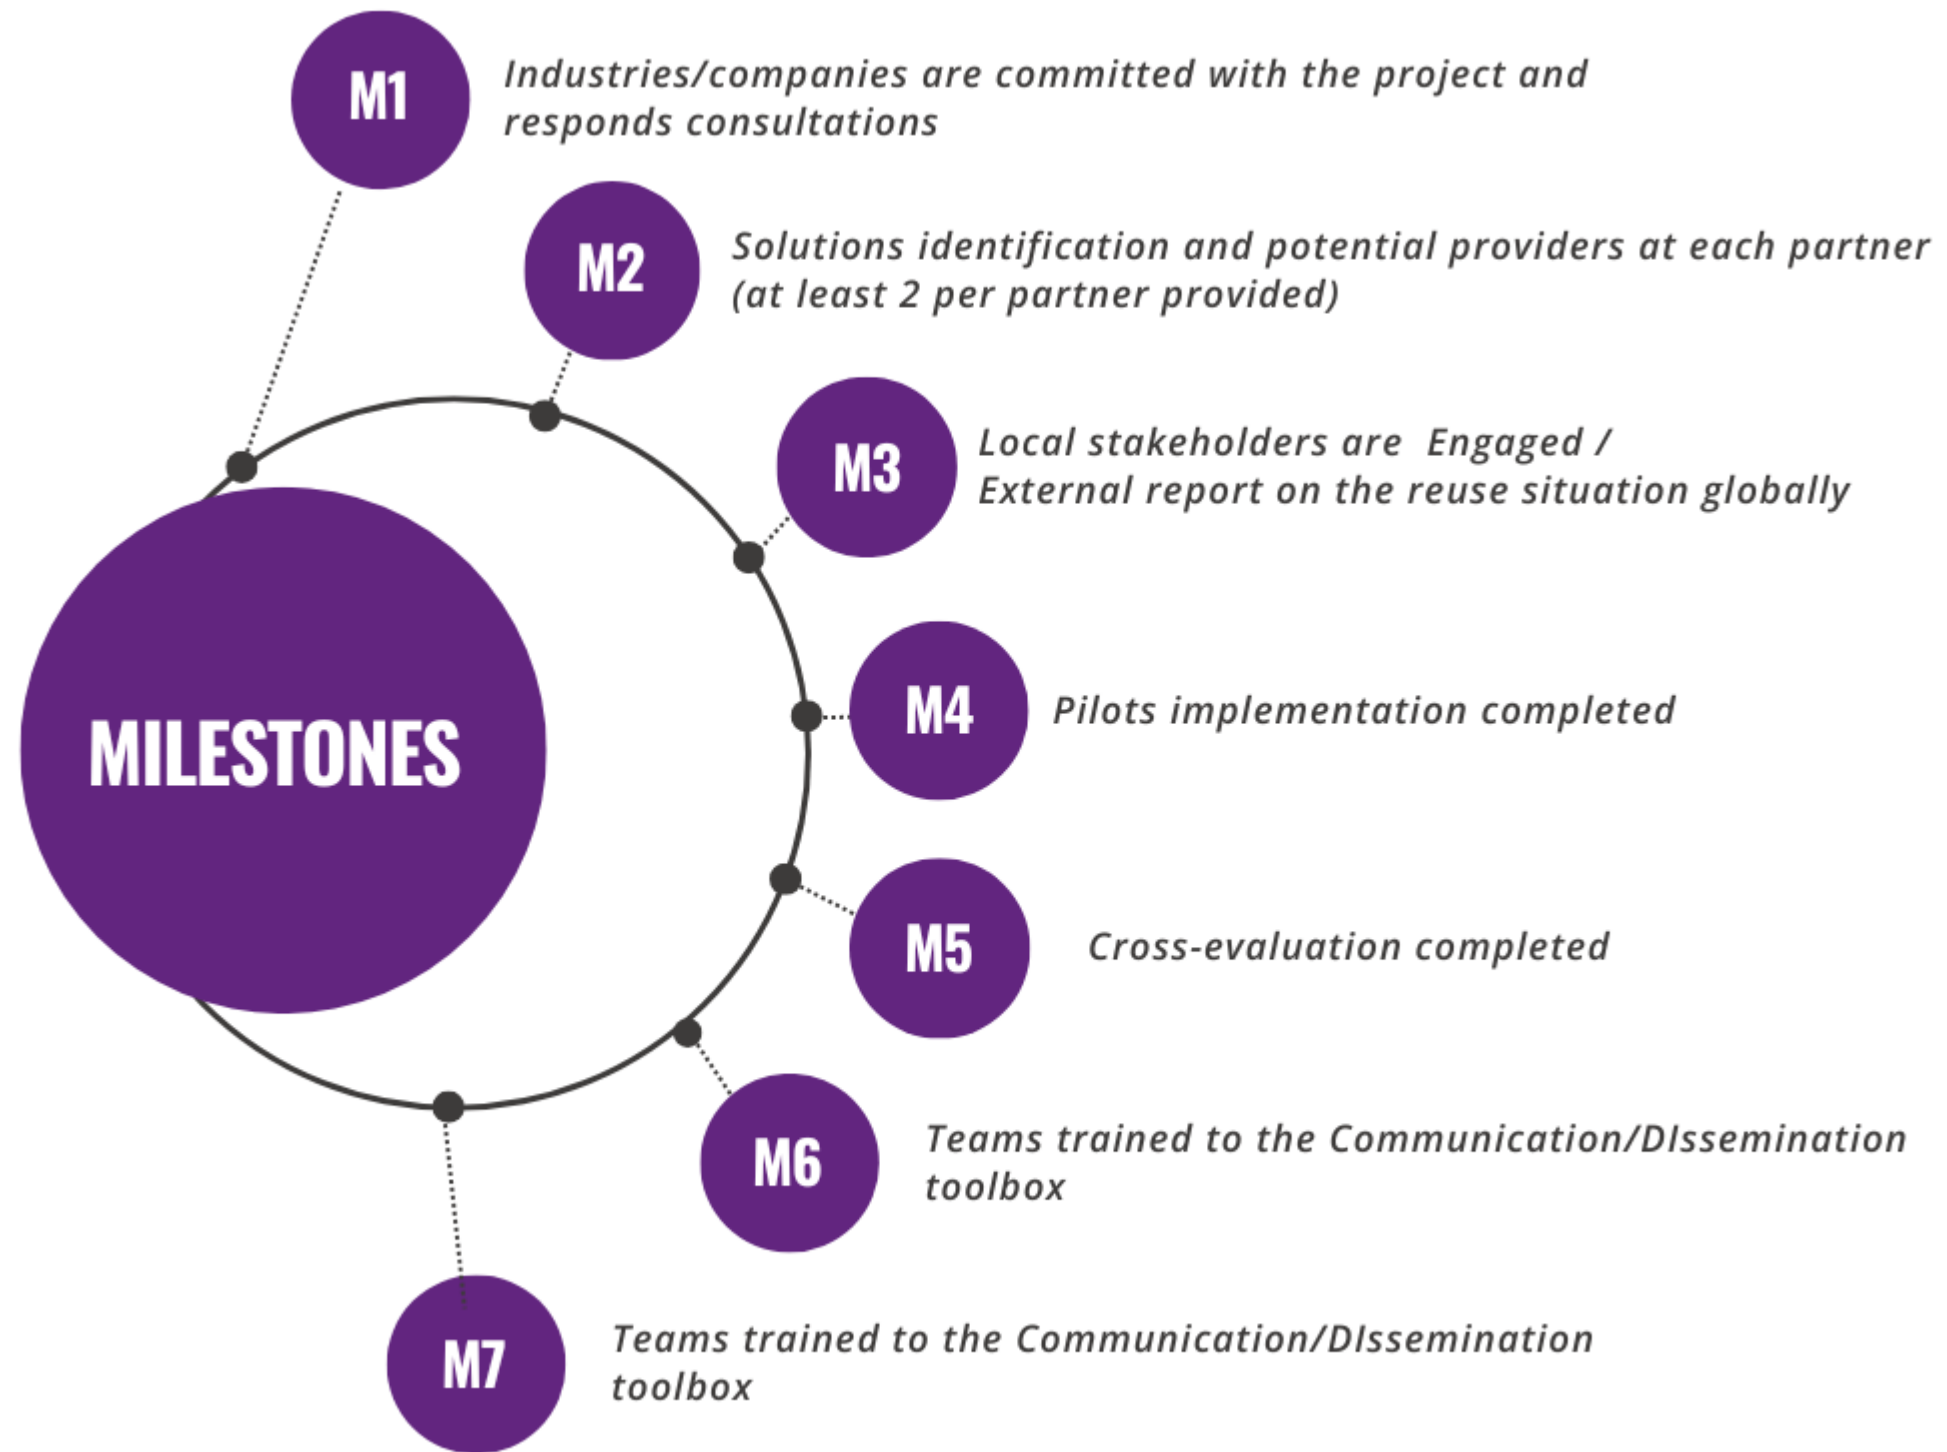 M1
Industries/companies are committed with the project and
responds consultations
M2
Solutions identification and potential providers at each partner
(at least 2 per partner provided)
M3
Local stakeholders are  Engaged /
External report on the reuse situation globally
MILESTONES
M4
Pilots implementation completed
M5
Cross-evaluation completed
M6
Teams trained to the Communication/DIssemination
toolbox
M7
Teams trained to the Communication/DIssemination
toolbox